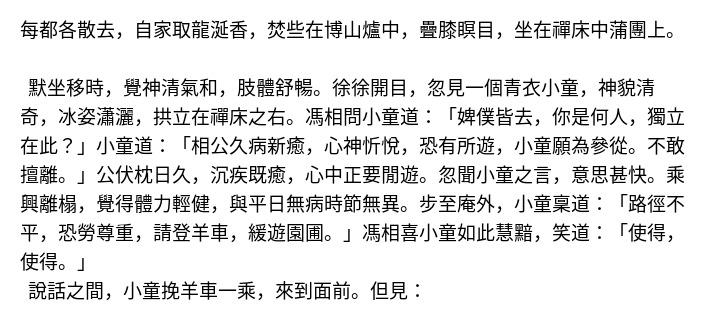 每都各散去，自家取龍涎香，焚些在博山爐中，疊膝瞑目，坐在禪床中蒲團上。
默坐移時，覺神清氣和，肢體舒暢。徐徐開目，忽見一個青衣小童，神貌清
奇，冰姿瀟灑，拱立在禪床之右。馮相問小童道：「婢僕皆去，你是何人，獨立
在此？」小童道：「相公久病新癒，心神忻悅，恐有所遊，小童願為參從。不敢
擅離。」公伏枕日久，沉疾既癒，心中正要閒遊。忽聞小童之言，意思甚快。乘
興離榻，覺得體力輕健，與平日無病時節無異。步至庵外，小童稟道：「路徑不
平，恐勞尊重，請登羊車，緩遊園圃。」馮相喜小童如此慧黠，笑道：「使得，
使得。」
說話之間，小童挽羊車一乘，來到面前。但見：